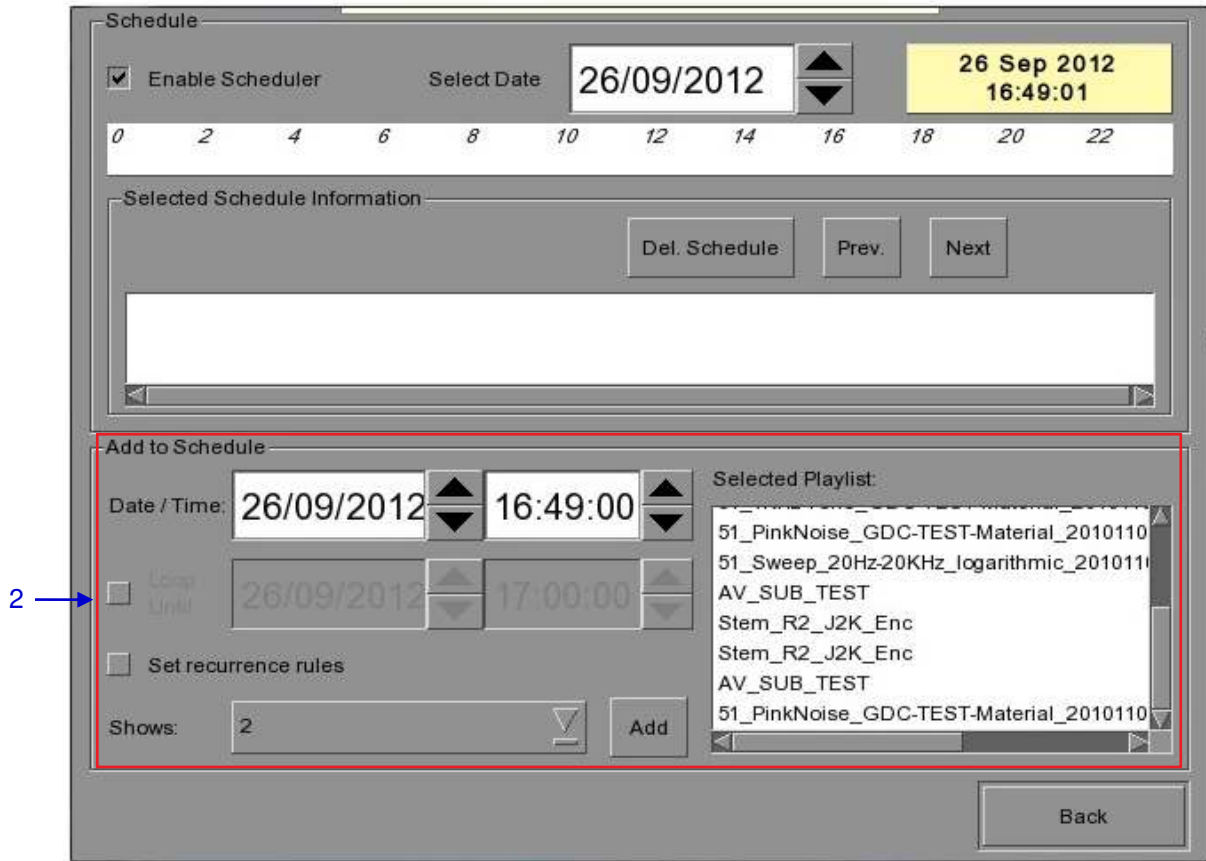 Schedule
Enable Scheduler
Select Date
26/09/2012
26 Sep 2012
16:49:01
0 2 4 6 8 10 12 14 16 18 20 22
Selected Schedule Information
Del. Schedule
Prev.
Next
Add to Schedule
Date / Time:
26/09/2012
16:49:00
Selected Playlist:
51_PinkNoise_GDC-TEST-Material_2010110
51_Sweep_20Hz-20KHz_logarithmic_201011
AV_SUB_TEST
Stem_R2_J2K_Enc
Stem_R2_J2K_Enc
AV_SUB_TEST
51_PinkNoise_GDC-TEST-Material_2010110
2
Loop
Until
26/09/2012
17:00:00
Set recurrence rules
Shows:
2
Add
Back